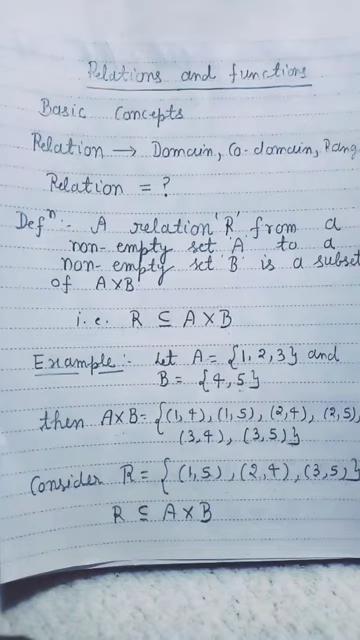 Relations and functions
Basic Concepts
Relation → Domain, Co-domain, Rang
Relation = ?
Defⁿ:- A relation 'R' from a
non-empty set 'A' to a
non-empty set 'B' is a subset
of A×B
i.e. R ⊆ A×B
Example:- Let A = {1,2,3} and
B = {4,5}
then A×B = {(1,4), (1,5), (2,4), (2,5),
(3,4), (3,5)}
Consider R = {(1,5), (2,4), (3,5)}
R ⊆ A×B